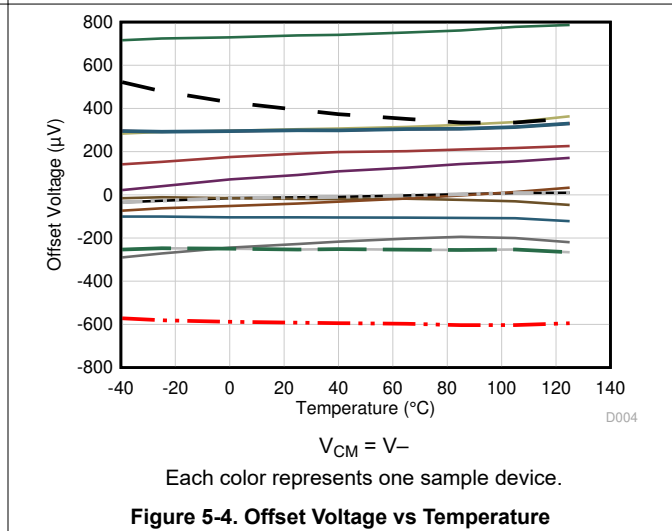 800
600
400
200
0
-200
-400
-600
-800
Offset Voltage (µV)
-40 -20 0 20 40 60 80 100 120 140
Temperature (°C)
D004
VCM = V–
Each color represents one sample device.
Figure 5-4. Offset Voltage vs Temperature